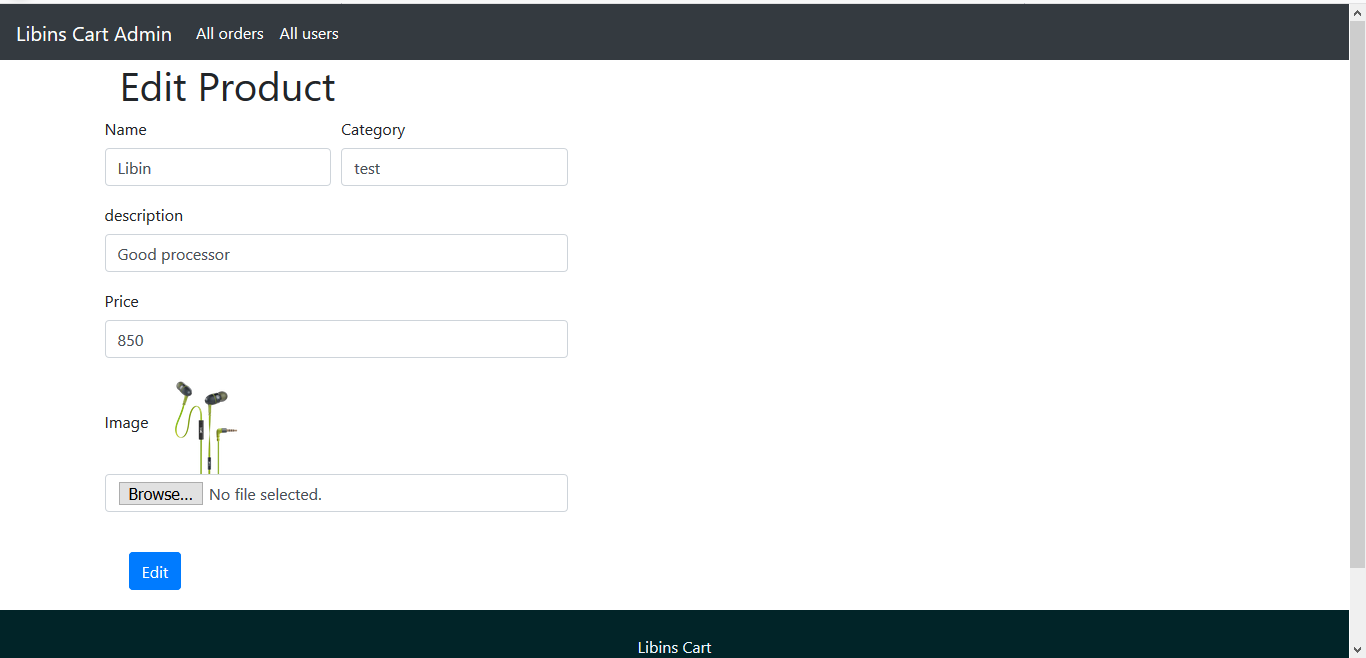 Libins Cart Admin All orders All users
Edit Product
Name Category
Libin test
description
Good processor
Price
850
Image
Browse... No file selected.
Edit
Libins Cart